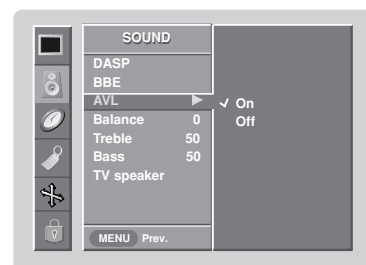 SOUND
DASP
BBE
AVL ► ✓ On
Off
Balance 0
Treble 50
Bass 50
TV speaker
MENU Prev.